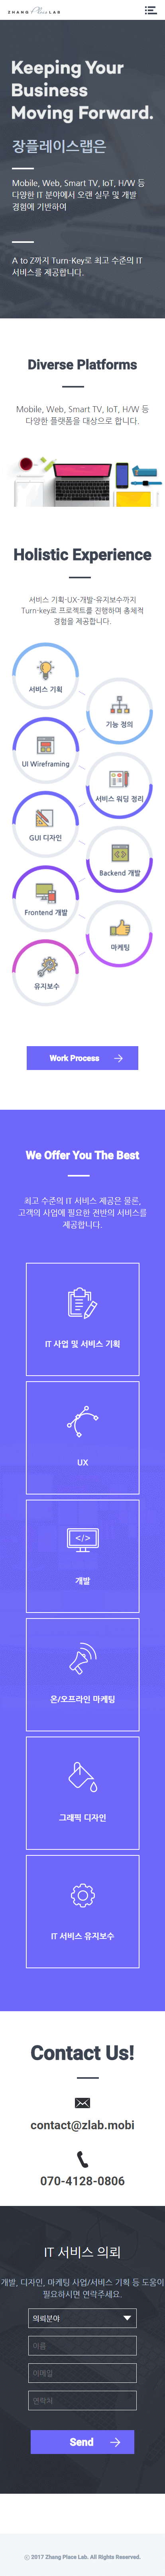 ZHANG Place LAB
Keeping Your
Business
Moving Forward.
장플레이스랩은
Mobile, Web, Smart TV, IoT, H/W 등
다양한 IT 분야에서 오랜 실무 및 개발
경험에 기반하여
A to Z까지 Turn-Key로 최고 수준의 IT
서비스를 제공합니다.
Diverse Platforms
Mobile, Web, Smart TV, IoT, H/W 등
다양한 플랫폼을 대상으로 합니다.
Holistic Experience
서비스 기획-UX-개발-유지보수까지
Turn-key로 프로젝트를 진행하며 총체적
경험을 제공합니다.
서비스 기획
기능 정의
UI Wireframing
서비스 워딩 정리
GUI 디자인
Backend 개발
Frontend 개발
마케팅
유지보수
Work Process
We Offer You The Best
최고 수준의 IT 서비스 제공은 물론,
고객의 사업에 필요한 전반의 서비스를
제공합니다.
IT 사업 및 서비스 기획
UX
</>
개발
온/오프라인 마케팅
그래픽 디자인
IT 서비스 유지보수
Contact Us!
contact@zlab.mobi
070-4128-0806
IT 서비스 의뢰
개발, 디자인, 마케팅 사업/서비스 기획 등 도움이
필요하시면 연락주세요.
의뢰분야
이름
이메일
연락처
Send
© 2017 Zhang Place Lab. All Rights Reserved.